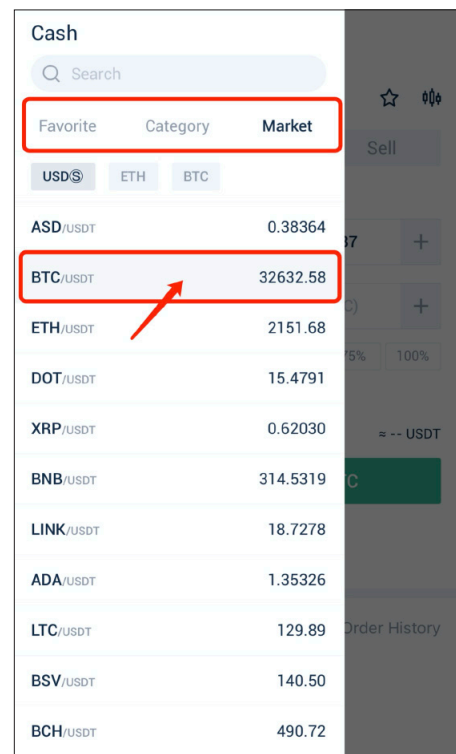 Cash
Search
Favorite Category Market
Sell
USDⓈ ETH BTC
ASD/USDT 0.38364
37 +
BTC/USDT 32632.58
C) +
ETH/USDT 2151.68
75% 100%
DOT/USDT 15.4791
XRP/USDT 0.62030
≈ -- USDT
BNB/USDT 314.5319
TC
LINK/USDT 18.7278
ADA/USDT 1.35326
LTC/USDT 129.89
Order History
BSV/USDT 140.50
BCH/USDT 490.72